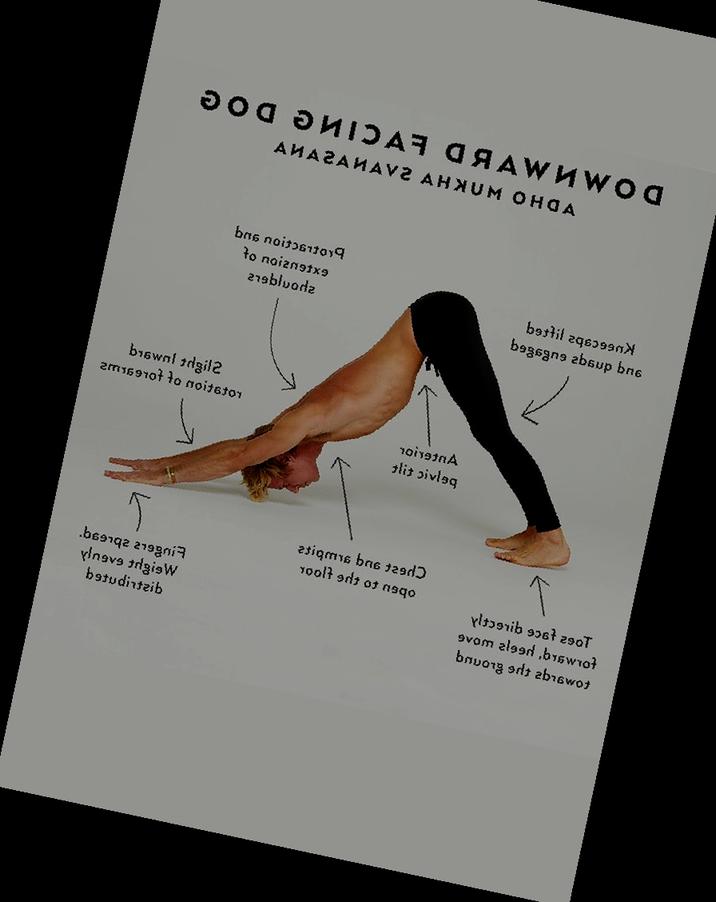 DOWNWARD FACING DOG
ADHO MUKHA SVANASANA
Protraction and
extension of
shoulders
Kneecaps lifted
and quads engaged
Slight Inward
rotation of forearms
Anterior
pelvic tilt
Chest and armpits
open to the floor
Fingers spread.
Weight evenly
distributed
Toes face directly
forward, heels move
towards the ground